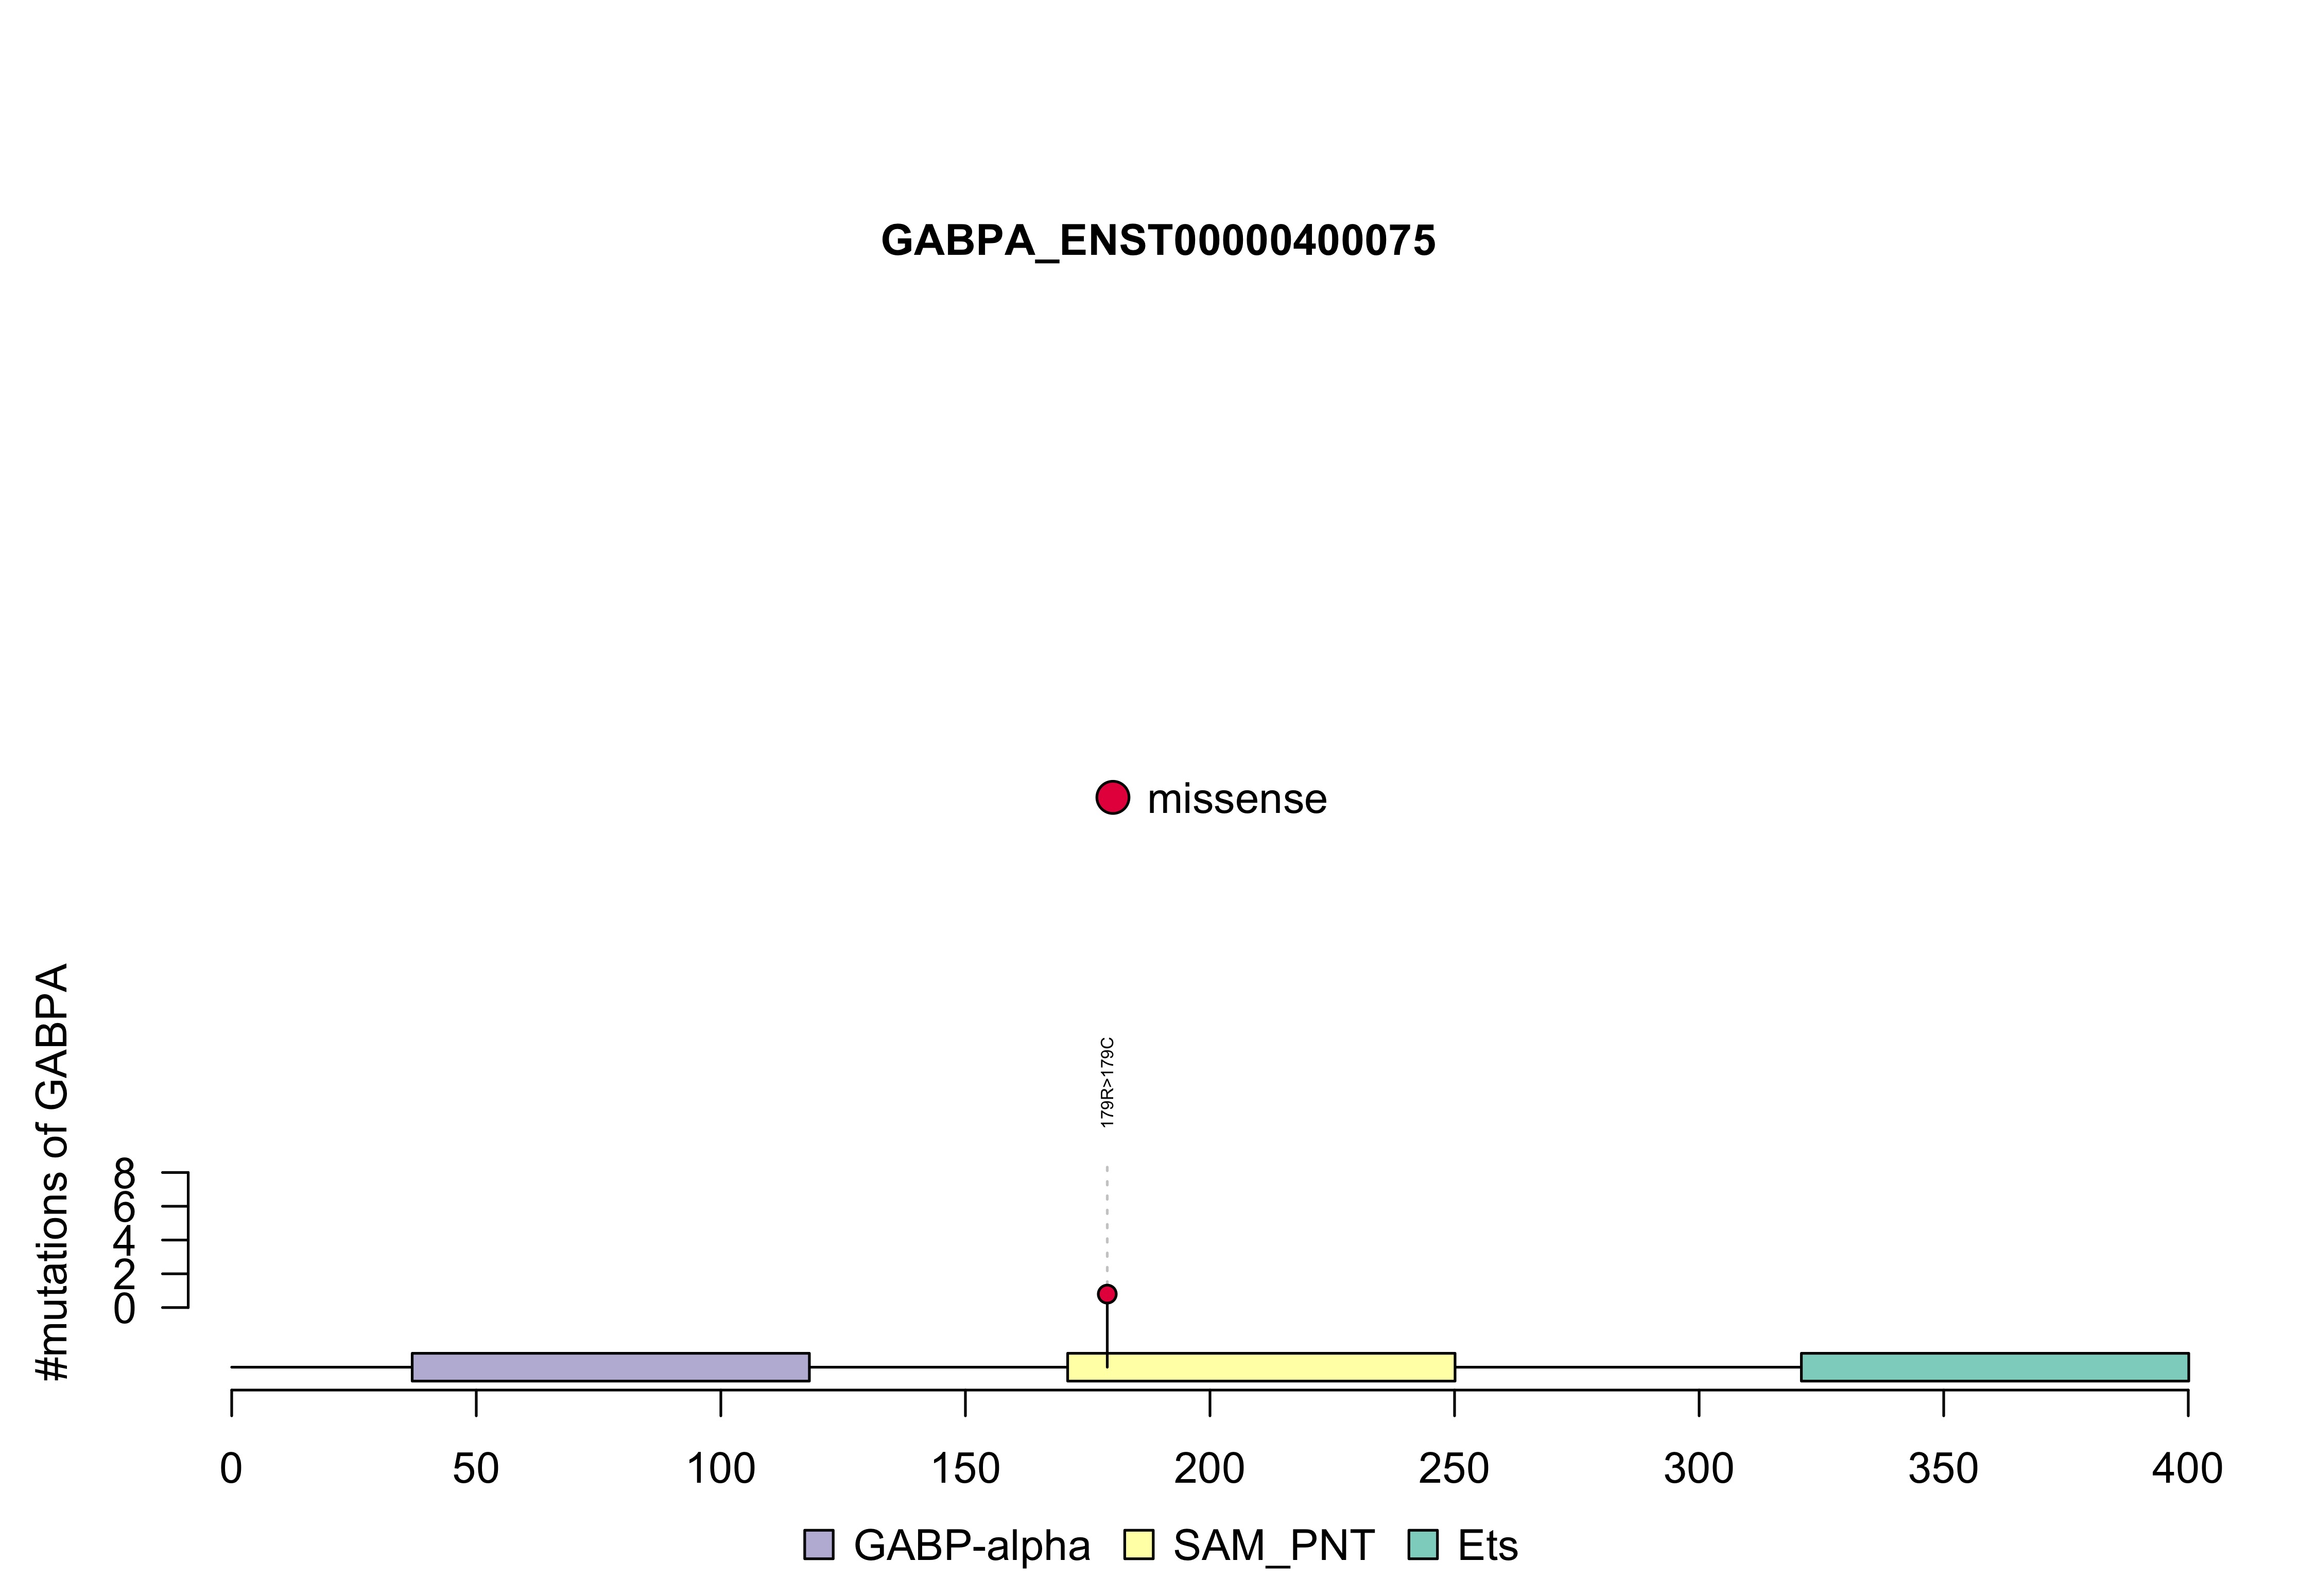 GABPA_ENST00000400075
missense
#mutations of GABPA
179R>179C
8
6
4
2
0
0 50 100 150 200 250 300 350 400
GABP-alpha SAM_PNT Ets